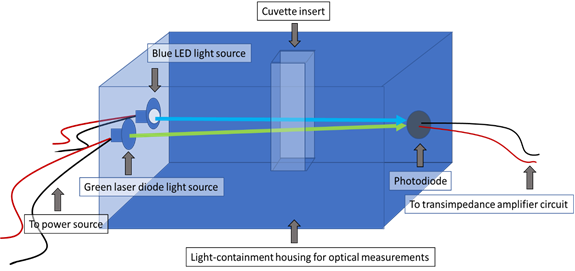 Cuvette insert
Blue LED light source
Green laser diode light source
Photodiode
To transimpedance amplifier circuit
To power source
Light-containment housing for optical measurements